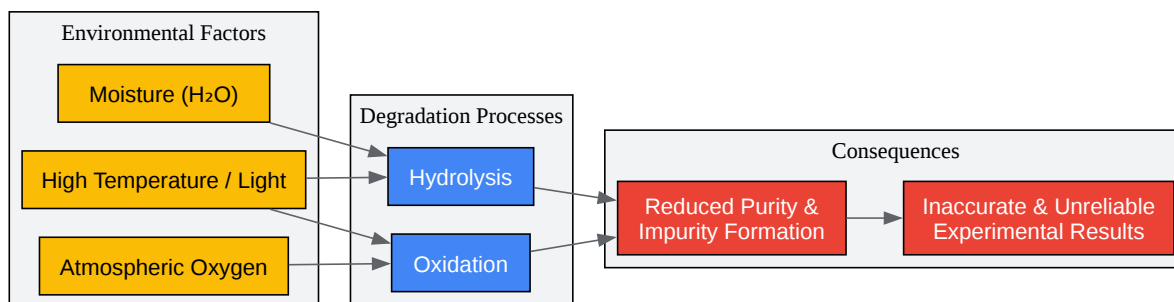 Environmental Factors
Moisture (H₂O)
High Temperature / Light
Atmospheric Oxygen
Degradation Processes
Hydrolysis
Oxidation
Consequences
Reduced Purity &
Impurity Formation
Inaccurate & Unreliable
Experimental Results